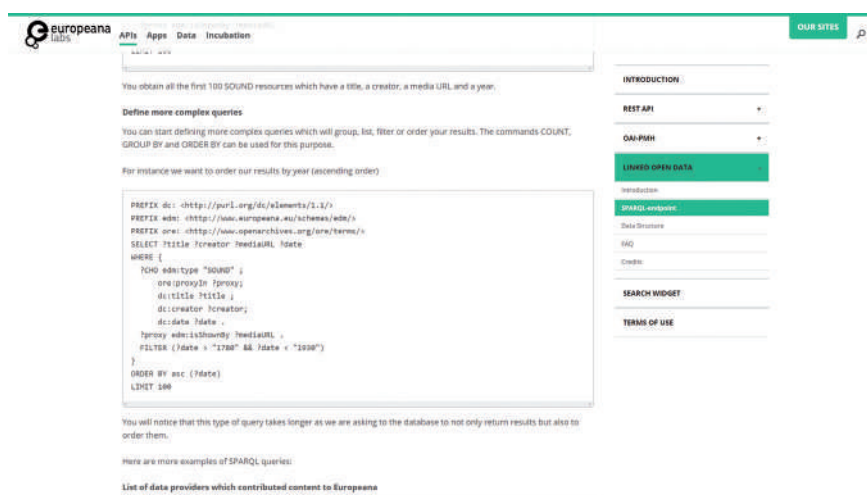 europeana
labs
APIs Apps Data Incubation
OUR SITES
LIMIT 100
You obtain all the first 100 SOUND resources which have a title, a creator, a media URL and a year.
Define more complex queries
You can start defining more complex queries which will group, list, filter or order your results. The commands COUNT,
GROUP BY and ORDER BY can be used for this purpose.
For instance we want to order our results by year (ascending order)
PREFIX dc: <http://purl.org/dc/elements/1.1/>
PREFIX edm: <http://www.europeana.eu/schemas/edm/>
PREFIX ore: <http://www.openarchives.org/ore/terms/>
SELECT ?title ?creator ?mediaURL ?date
WHERE {
?CHO edm:type "SOUND" ;
ore:proxyIn ?proxy;
dc:title ?title ;
dc:creator ?creator;
dc:date ?date .
?proxy edm:isShownBy ?mediaURL .
FILTER (?date > "1780" && ?date < "1930")
}
ORDER BY asc (?date)
LIMIT 100
You will notice that this type of query takes longer as we are asking to the database to not only return results but also to
order them.
Here are more examples of SPARQL queries:
List of data providers which contributed content to Europeana
INTRODUCTION
REST API +
OAI-PMH +
LINKED OPEN DATA -
Introduction
SPARQL-endpoint
Data Structure
FAQ
Credits
SEARCH WIDGET
TERMS OF USE